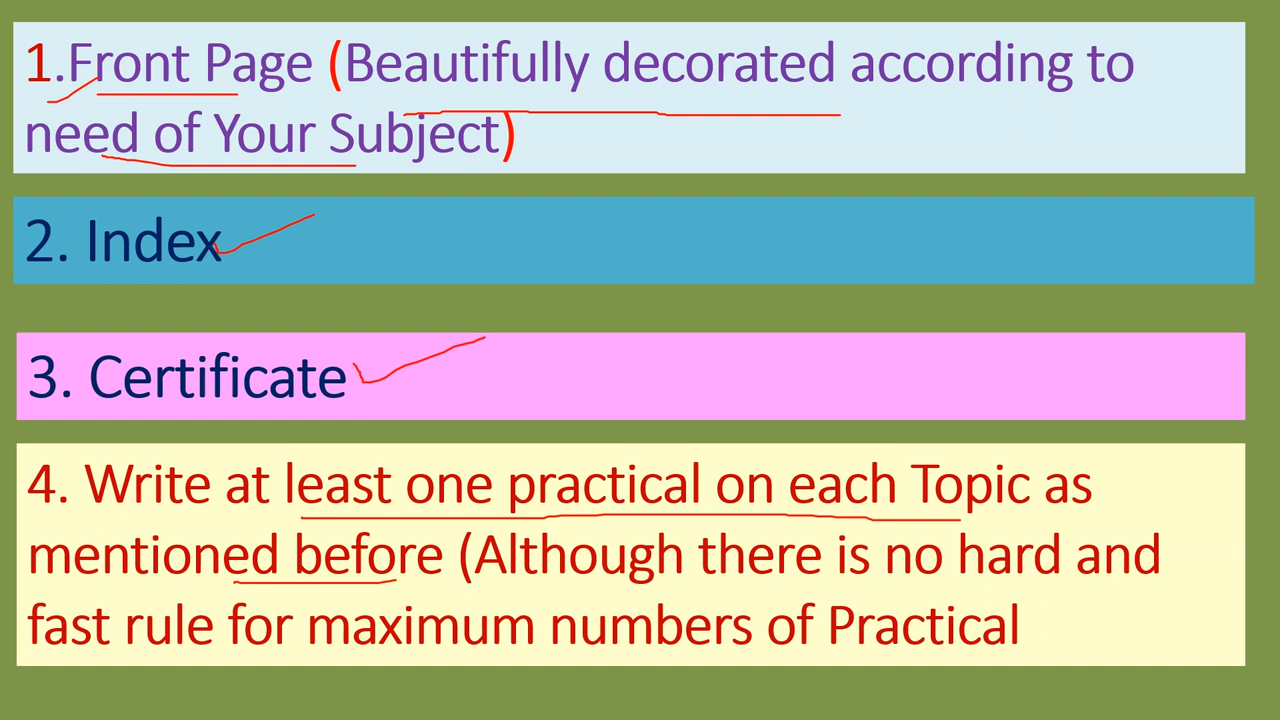 1.Front Page (Beautifully decorated according to
need of Your Subject)
2. Index
3. Certificate
4. Write at least one practical on each Topic as
mentioned before (Although there is no hard and
fast rule for maximum numbers of Practical